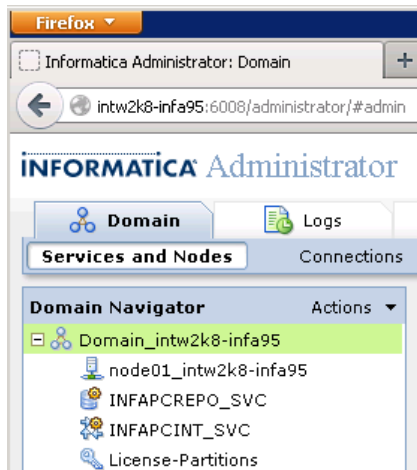 Firefox
Informatica Administrator: Domain
intw2k8-infa95:6008/administrator/#admin
INFORMATICA Administrator
Domain Logs
Services and Nodes Connections
Domain Navigator Actions
Domain_intw2k8-infa95
node01_intw2k8-infa95
INFAPCREPO_SVC
INFAPCINT_SVC
License-Partitions